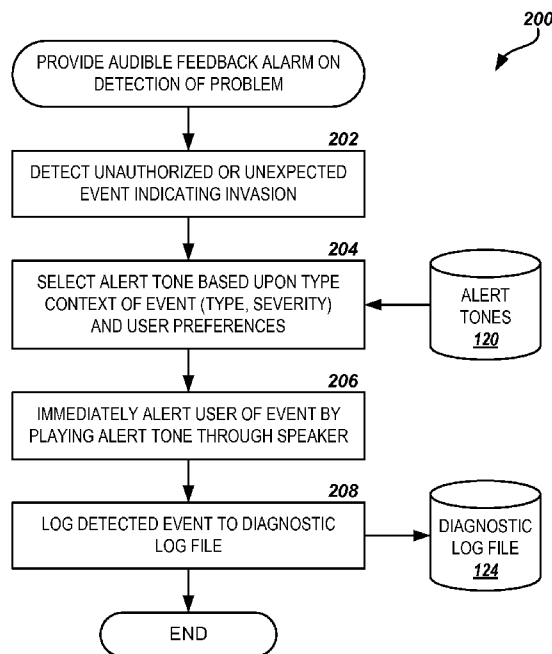 200
PROVIDE AUDIBLE FEEDBACK ALARM ON
DETECTION OF PROBLEM
202
DETECT UNAUTHORIZED OR UNEXPECTED
EVENT INDICATING INVASION
204
SELECT ALERT TONE BASED UPON TYPE
CONTEXT OF EVENT (TYPE, SEVERITY)
AND USER PREFERENCES
ALERT
TONES
120
206
IMMEDIATELY ALERT USER OF EVENT BY
PLAYING ALERT TONE THROUGH SPEAKER
208
LOG DETECTED EVENT TO DIAGNOSTIC
LOG FILE
DIAGNOSTIC
LOG FILE
124
END